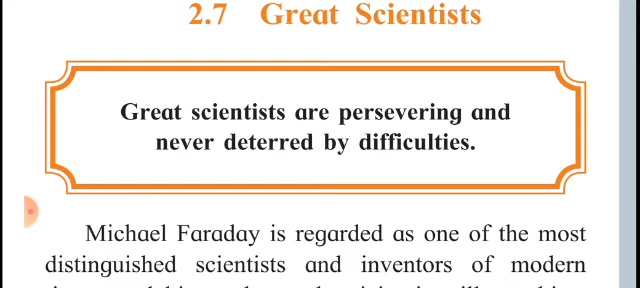 2.7 Great Scientists
Great scientists are persevering and
never deterred by difficulties.
Michael Faraday is regarded as one of the most
distinguished scientists and inventors of modern